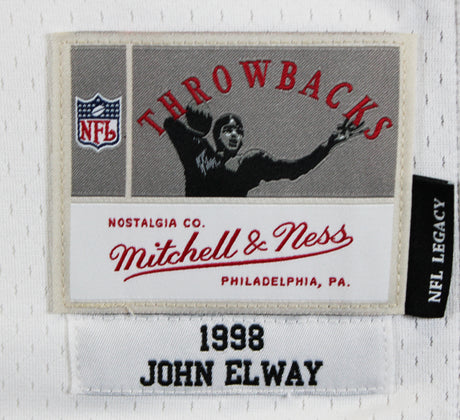 THROWBACKS
NFL
NOSTALGIA CO.
Mitchell & Ness
PHILADELPHIA, PA.
NFL LEGACY
1998
JOHN ELWAY